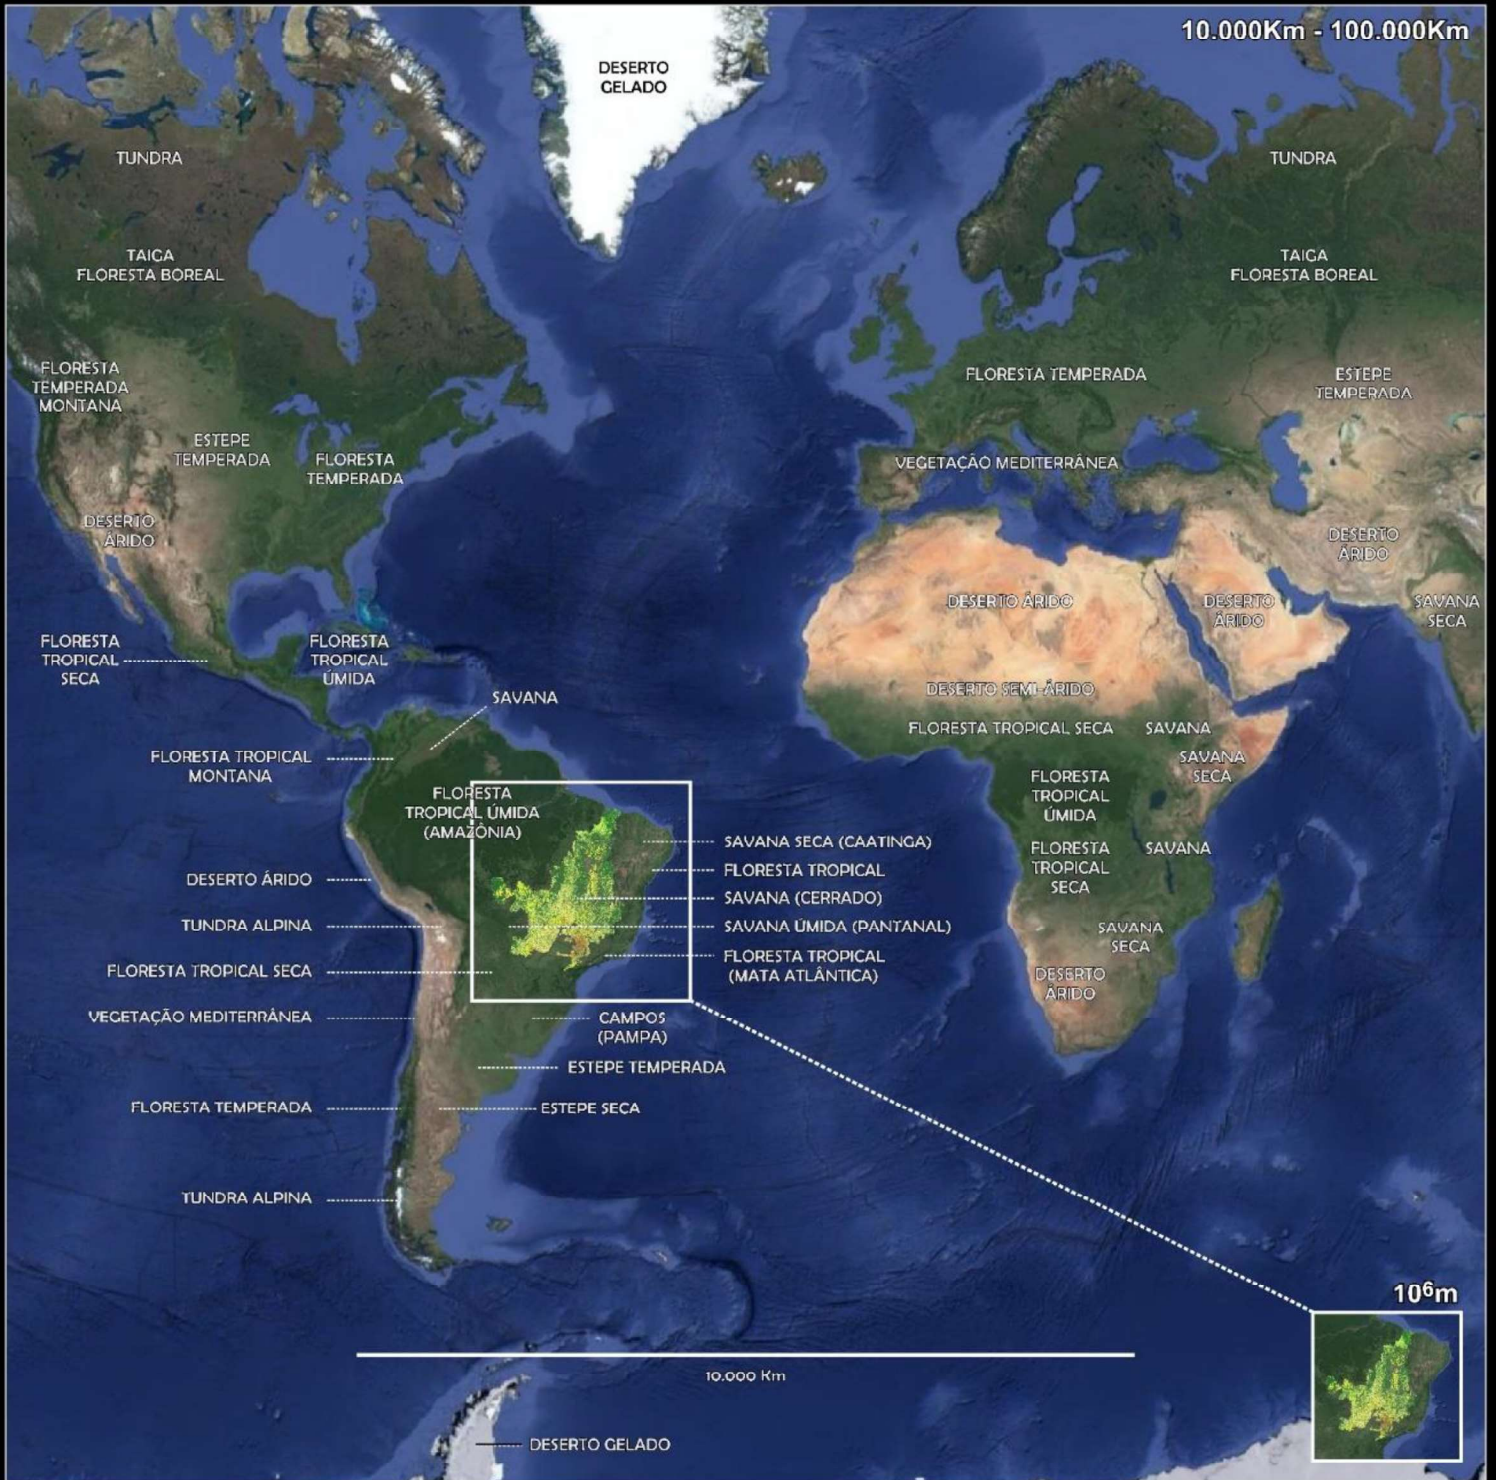 10.000Km - 100.000Km
DESERTO
GELADO
TUNDRA
TUNDRA
TAIGA
FLORESTA BOREAL
TAIGA
FLORESTA BOREAL
FLORESTA
TEMPERADA
MONTANA
FLORESTA TEMPERADA
ESTEPE
TEMPERADA
ESTEPE
TEMPERADA
FLORESTA
TEMPERADA
VEGETAÇÃO MEDITERRÂNEA
DESERTO
ÁRIDO
DESERTO
ÁRIDO
DESERTO ÁRIDO
DESERTO
ÁRIDO
SAVANA
SECA
FLORESTA
TROPICAL
SECA
FLORESTA
TROPICAL
ÚMIDA
SAVANA
DESERTO SEMI-ÁRIDO
FLORESTA TROPICAL SECA
SAVANA
SAVANA
SECA
FLORESTA TROPICAL
MONTANA
FLORESTA
TROPICAL ÚMIDA
(AMAZÔNIA)
FLORESTA
TROPICAL
ÚMIDA
FLORESTA
TROPICAL
SECA
SAVANA
SAVANA SECA (CAATINGA)
FLORESTA TROPICAL
SAVANA (CERRADO)
SAVANA ÚMIDA (PANTANAL)
FLORESTA TROPICAL
(MATA ATLÂNTICA)
DESERTO ÁRIDO
TUNDRA ALPINA
FLORESTA TROPICAL SECA
VEGETAÇÃO MEDITERRÂNEA
SAVANA
SECA
DESERTO
ÁRIDO
CAMPOS
(PAMPA)
ESTEPE TEMPERADA
FLORESTA TEMPERADA
ESTEPE SECA
TUNDRA ALPINA
10⁶m
10.000 Km
DESERTO GELADO